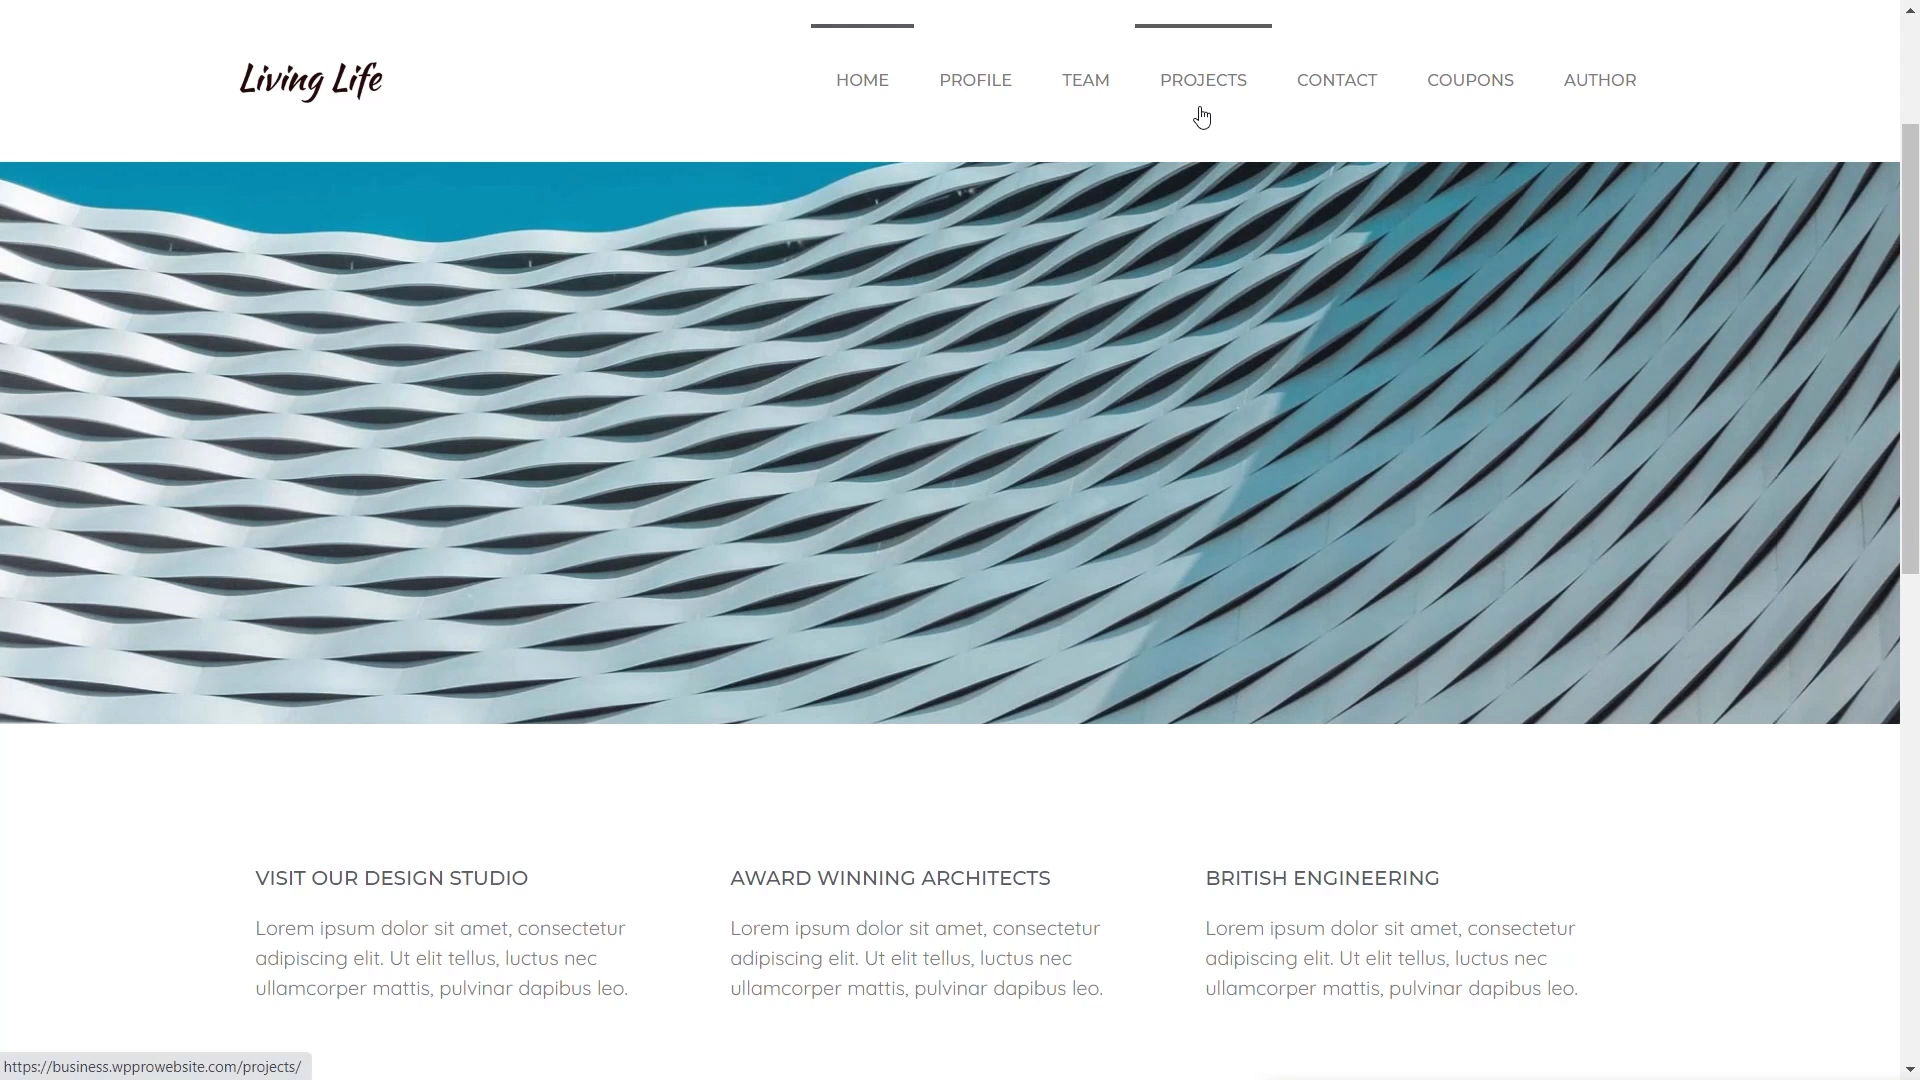 Living Life
HOME PROFILE TEAM PROJECTS CONTACT COUPONS AUTHOR
VISIT OUR DESIGN STUDIO
Lorem ipsum dolor sit amet, consectetur
adipiscing elit. Ut elit tellus, luctus nec
ullamcorper mattis, pulvinar dapibus leo.
AWARD WINNING ARCHITECTS
Lorem ipsum dolor sit amet, consectetur
adipiscing elit. Ut elit tellus, luctus nec
ullamcorper mattis, pulvinar dapibus leo.
BRITISH ENGINEERING
Lorem ipsum dolor sit amet, consectetur
adipiscing elit. Ut elit tellus, luctus nec
ullamcorper mattis, pulvinar dapibus leo.
https://business.wpprowebsite.com/projects/